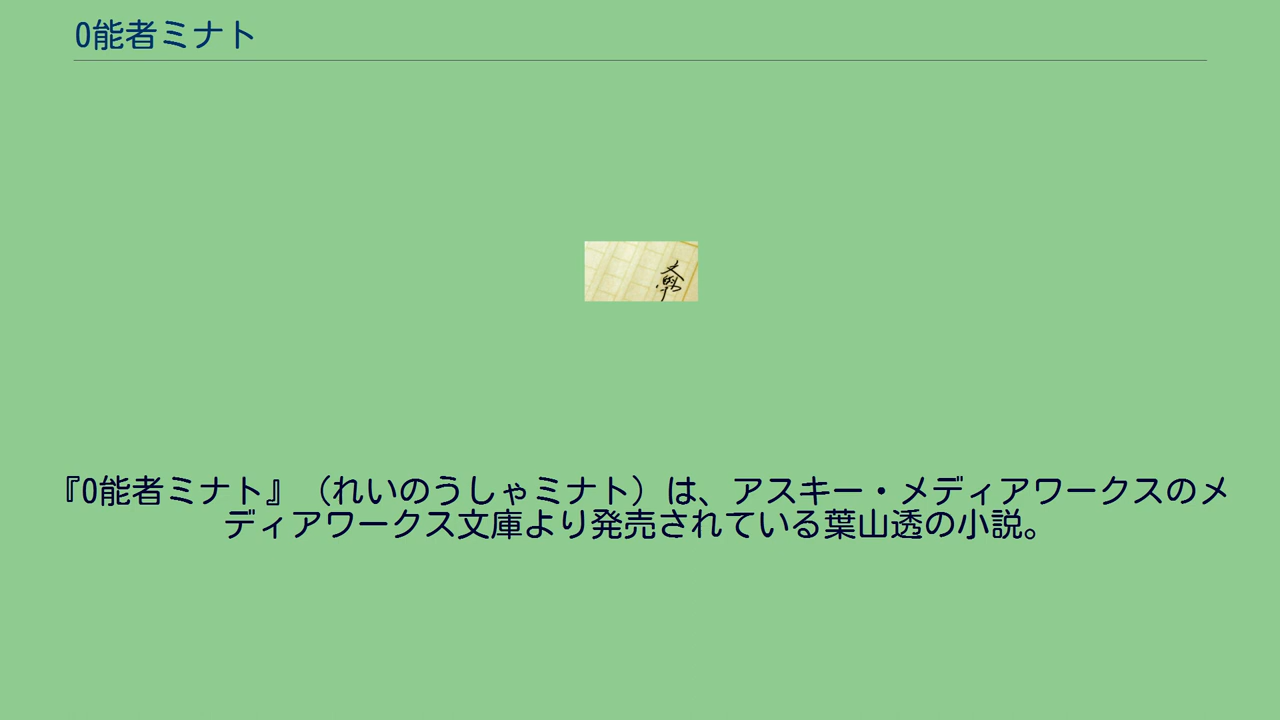 0能者ミナト
『0能者ミナト』（れいのうしゃミナト）は、アスキー・メディアワークスのメ
ディアワークス文庫より発売されている葉山透の小説。